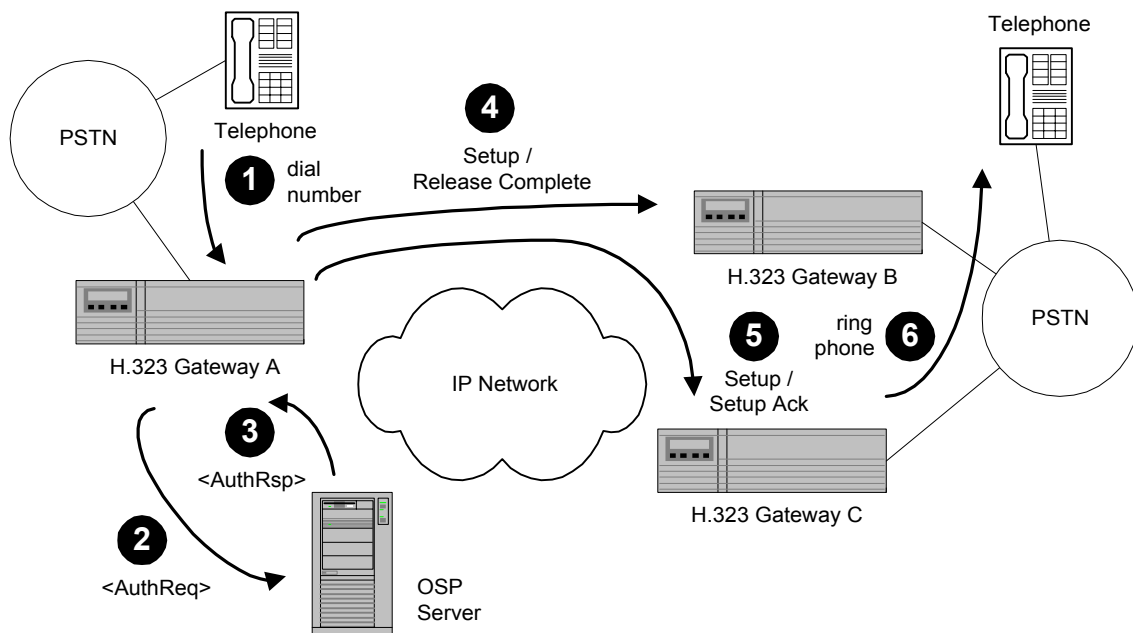 Telephone
PSTN
Telephone
1
dial
number
4
Setup /
Release Complete
H.323 Gateway A
H.323 Gateway B
PSTN
5
Setup /
Setup Ack
ring
phone
6
IP Network
3
<AuthRsp>
H.323 Gateway C
2
<AuthReq>
OSP
Server